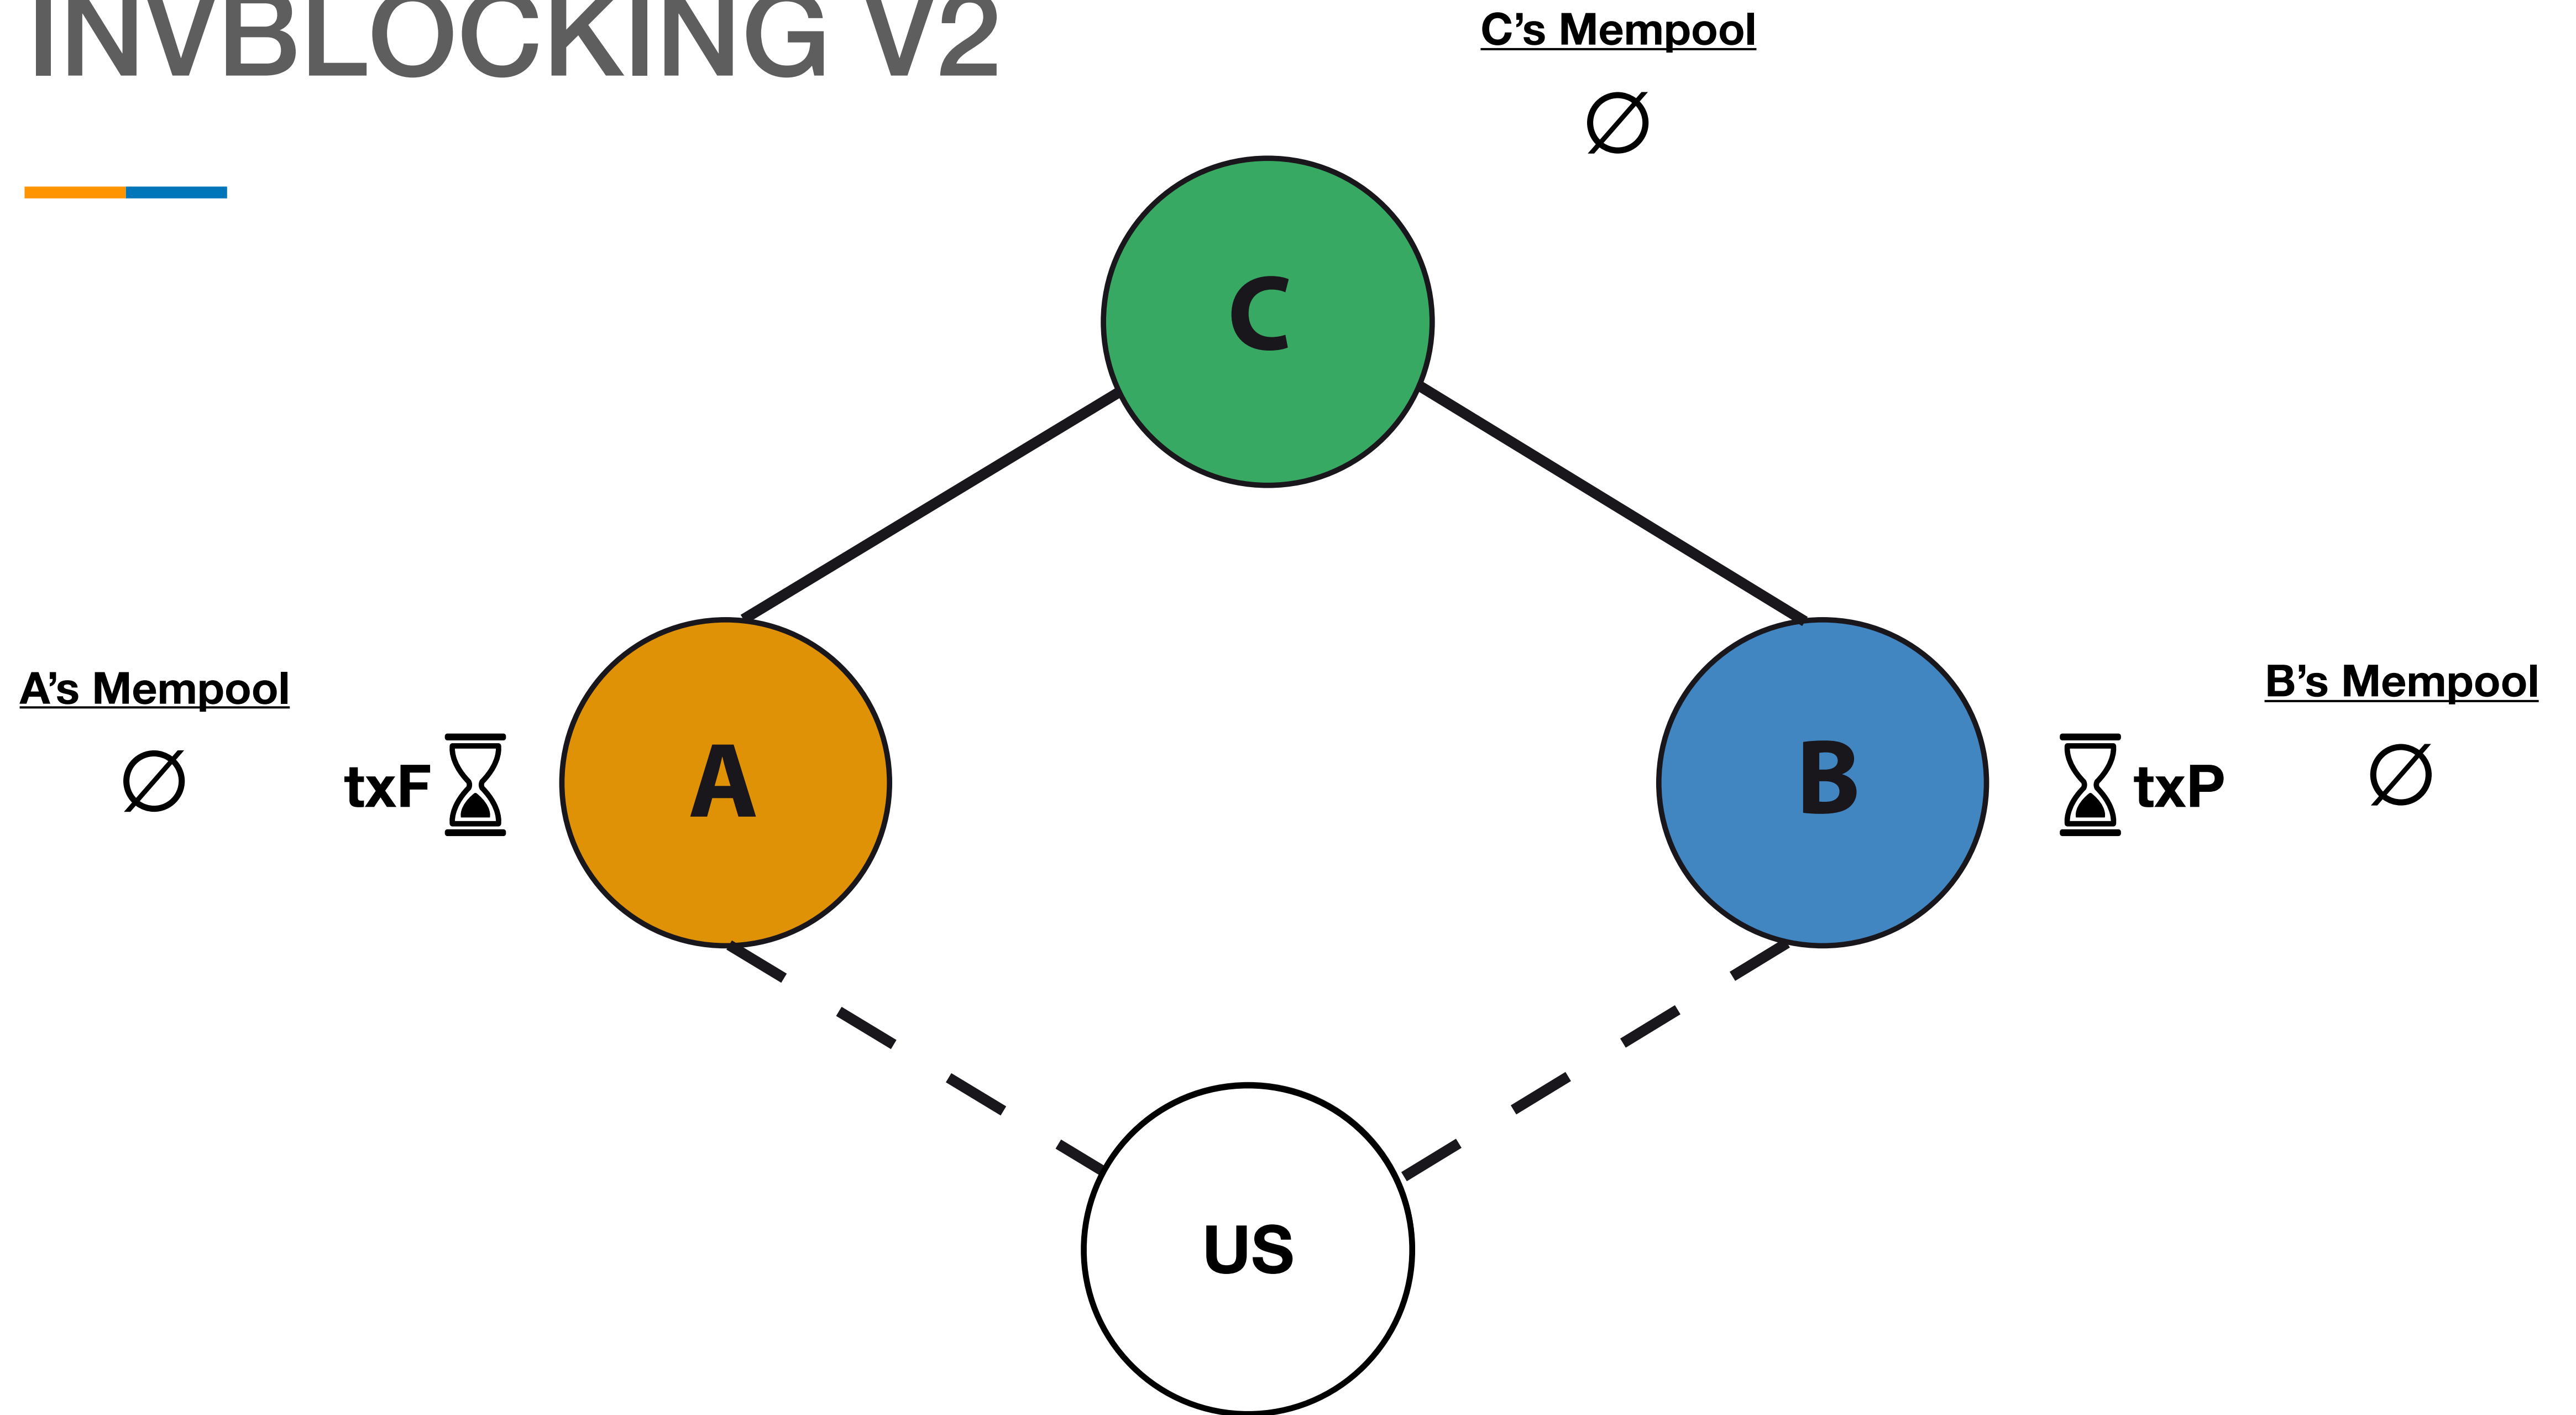 INVBLOCKING V2
C’s Mempool
∅
C
A’s Mempool
∅
txF
A
B
txP
B’s Mempool
∅
US